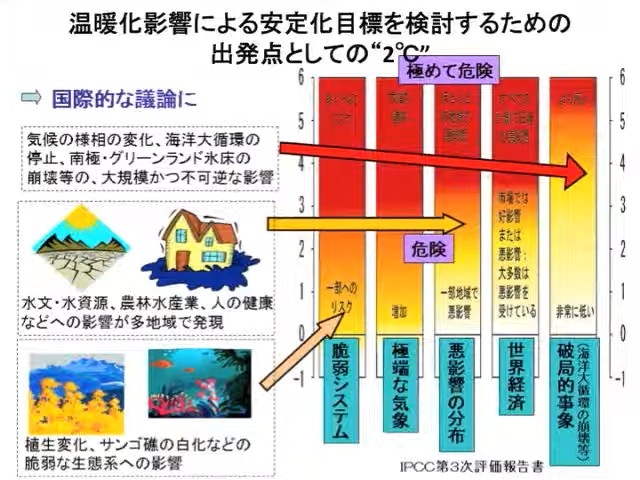 温暖化影響による安定化目標を検討するための
出発点としての“2℃”
国際的な議論に
気候の様相の変化、海洋大循環の
停止、南極・グリーンランド氷床の
崩壊等の、大規模かつ不可逆な影響
水文・水資源、農林水産業、人の健康
などへの影響が多地域で発現
植生変化、サンゴ礁の白化などの
脆弱な生態系への影響
極めて危険
危険
6
5
4
3
2
1
0
-1
6
5
4
3
2
1
0
-1
一部への
リスク
増加
一部地域で
悪影響
市場では
好影響
または
悪影響:
大多数は
悪影響を
受けている
非常に低い
脆弱システム
極端な気象
悪影響の分布
世界経済
破局的事象
(海洋大循環の崩壊等)
IPCC第3次評価報告書